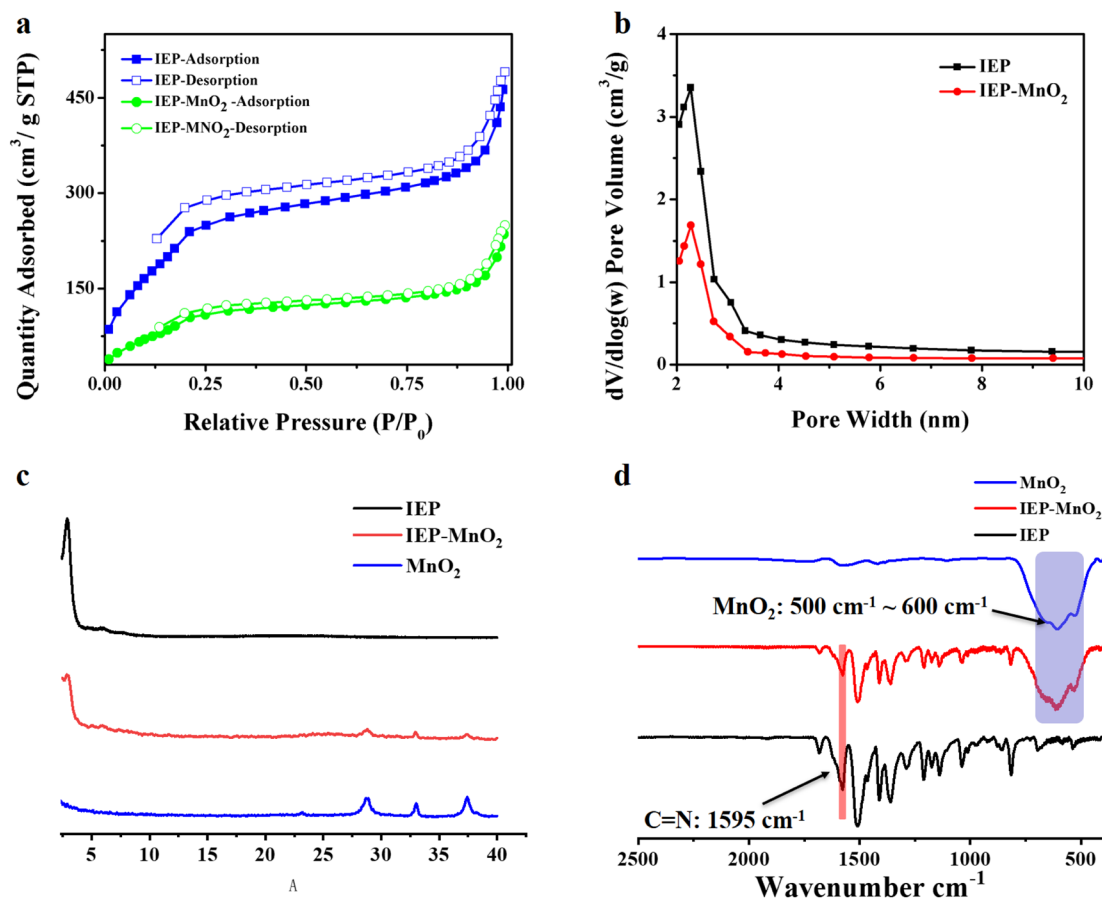 a
Quantity Adsorbed (cm³/ g STP)
450
300
150
IEP-Adsorption
IEP-Desorption
IEP-MnO₂ -Adsorption
IEP-MNO₂-Desorption
0.00 0.25 0.50 0.75 1.00
Relative Pressure (P/P₀)
b
dV/dlog(w) Pore Volume (cm³/g)
4
3
2
1
0
IEP
IEP-MnO₂
2 4 6 8 10
Pore Width (nm)
c
IEP
IEP-MnO₂
MnO₂
5 10 15 20 25 30 35 40
A
d
MnO₂
IEP-MnO₂
IEP
MnO₂: 500 cm⁻¹ ~ 600 cm⁻¹
C=N: 1595 cm⁻¹
2500 2000 1500 1000 500
Wavenumber cm⁻¹